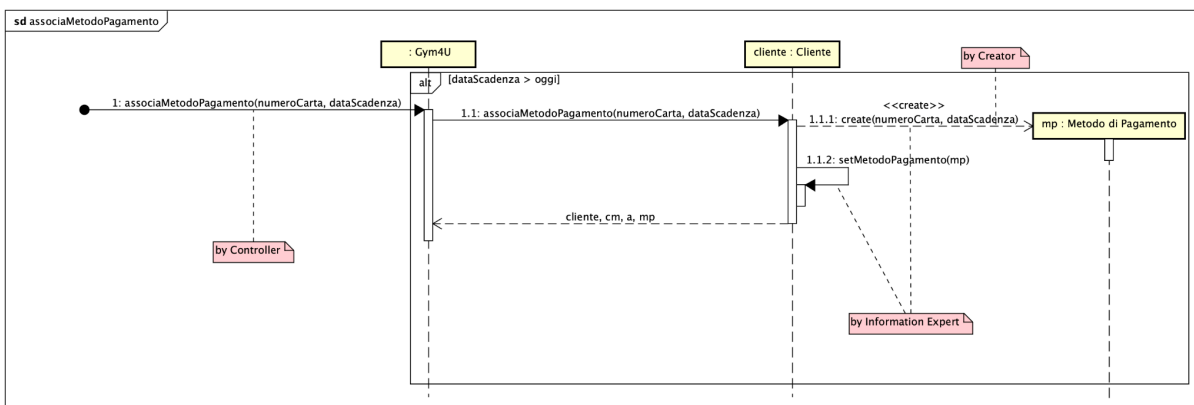 sd associaMetodoPagamento
: Gym4U
cliente : Cliente
by Creator
alt
[dataScadenza > oggi]
1: associaMetodoPagamento(numeroCarta, dataScadenza)
1.1: associaMetodoPagamento(numeroCarta, dataScadenza)
<<create>>
1.1.1: create(numeroCarta, dataScadenza)
mp : Metodo di Pagamento
1.1.2: setMetodoPagamento(mp)
cliente, cm, a, mp
by Controller
by Information Expert